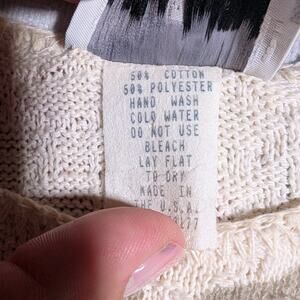 50% COTTON
50% POLYESTER
HAND WASH
COLD WATER
DO NOT USE
BLEACH
LAY FLAT
TO DRY
MADE IN
THE U.S.A.